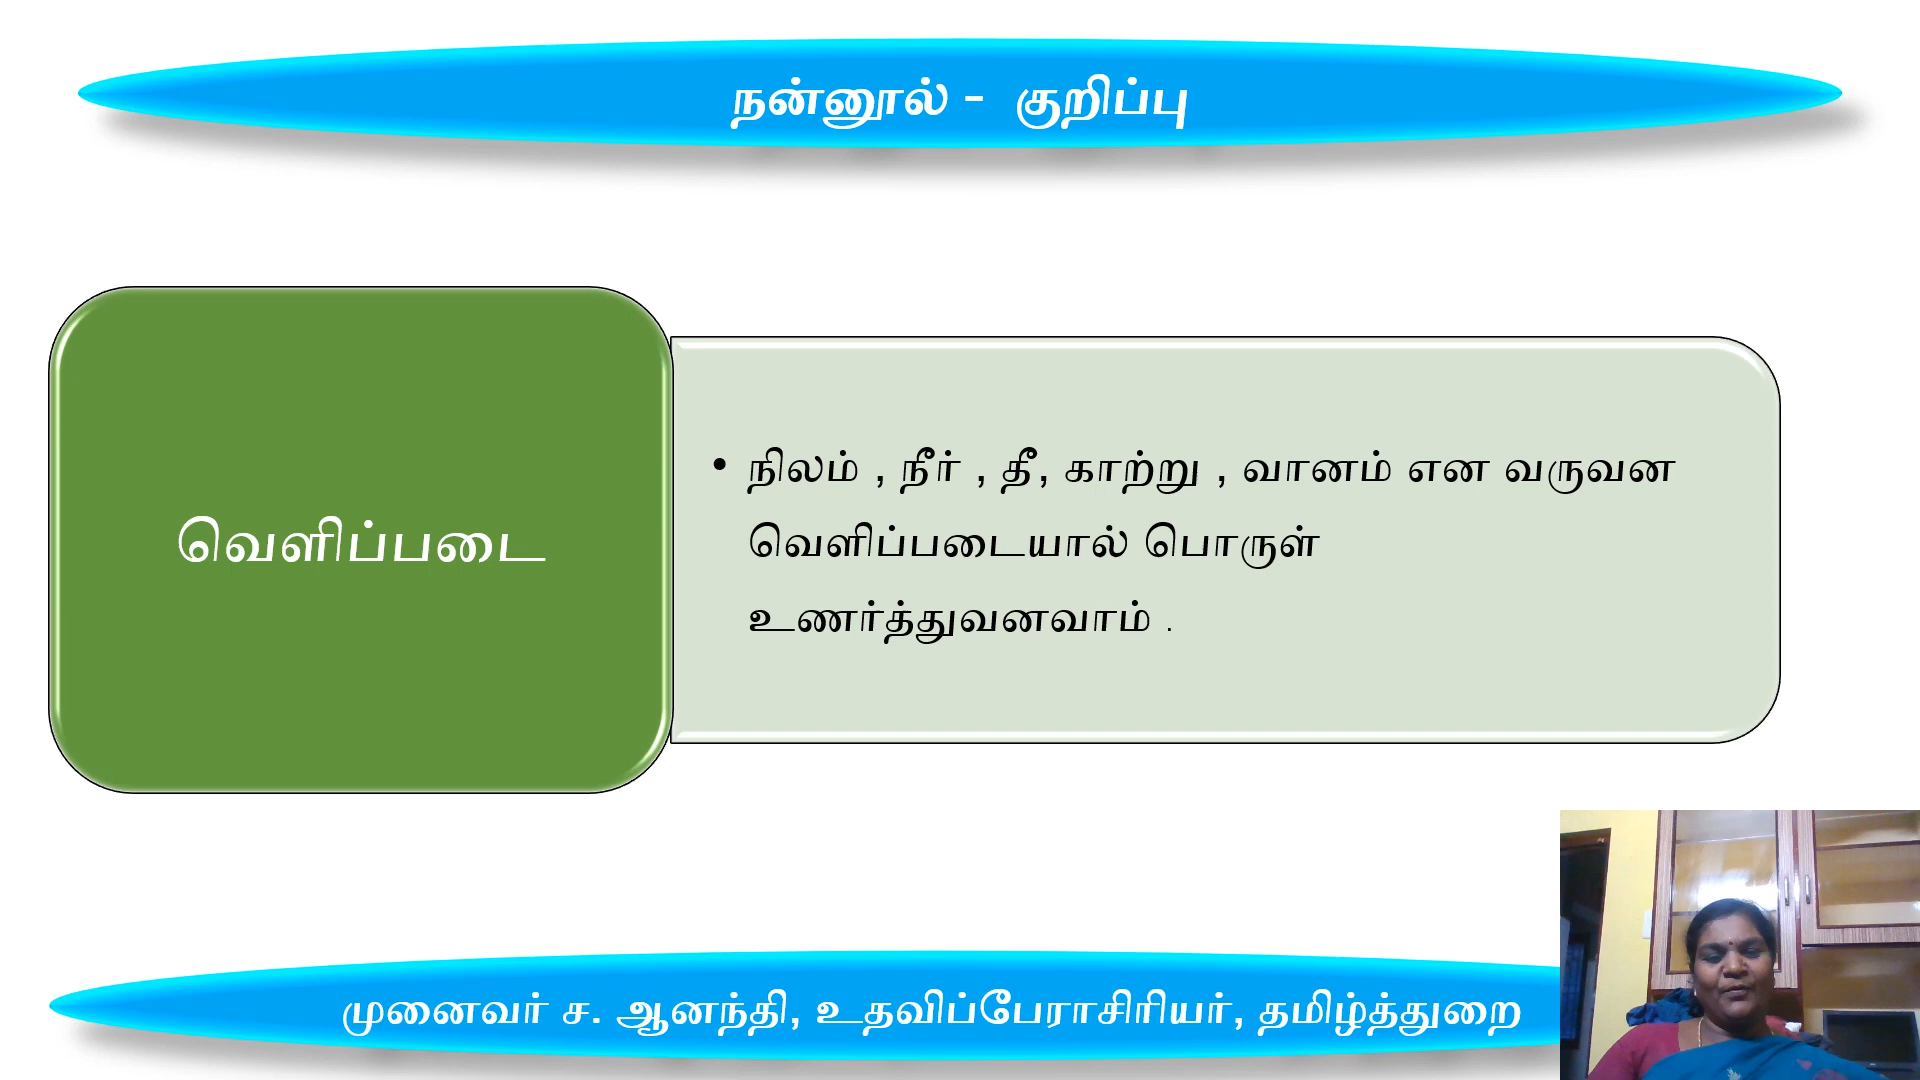 நன்னூல் - குறிப்பு
வெளிப்படை
• நிலம் , நீர் , தீ, காற்று , வானம் என வருவன
வெளிப்படையால் பொருள்
உணர்த்துவனவாம் .
முனைவர் ச. ஆனந்தி, உதவிப்பேராசிரியர், தமிழ்த்துறை